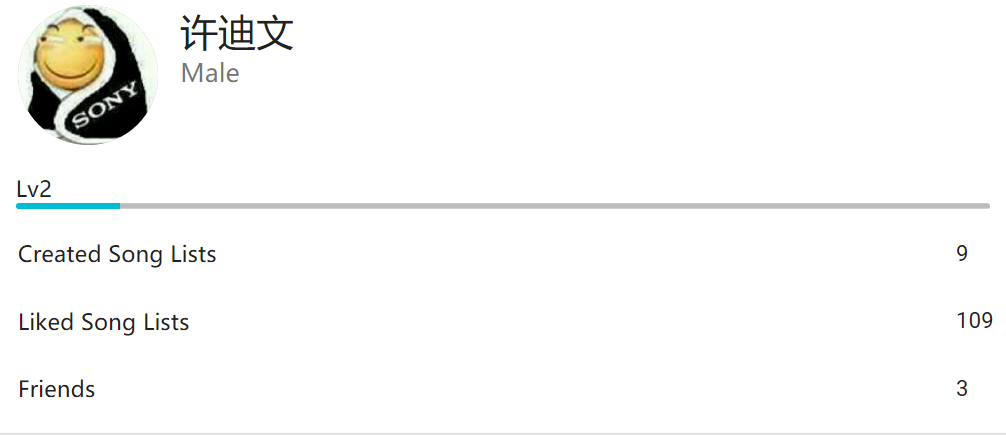 许迪文
Male
SONY
Lv2
Created Song Lists 9
Liked Song Lists 109
Friends 3